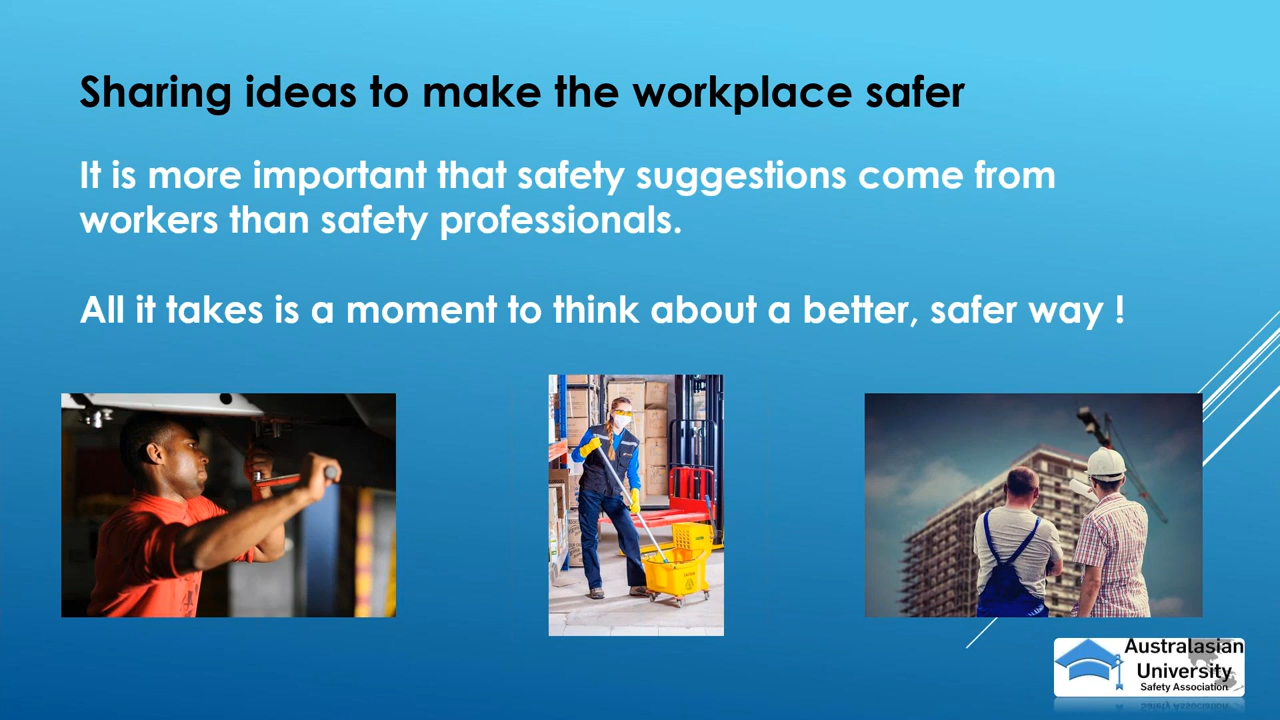 Sharing ideas to make the workplace safer
It is more important that safety suggestions come from
workers than safety professionals.
All it takes is a moment to think about a better, safer way !
Australasian
University
Safety Association